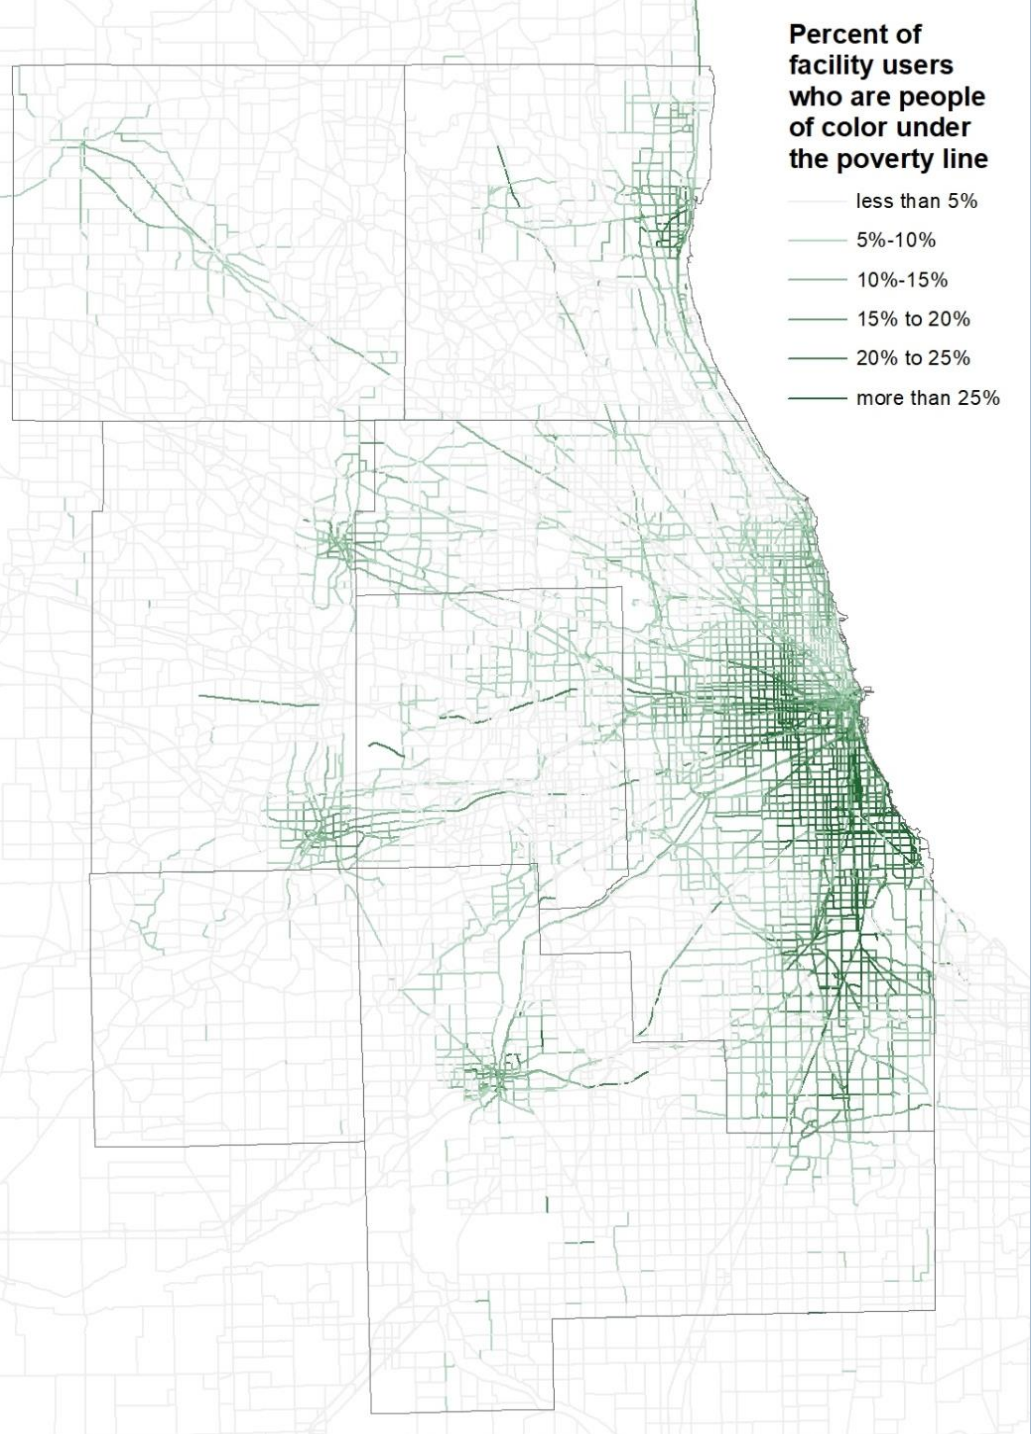 Percent of
facility users
who are people
of color under
the poverty line
less than 5%
5%-10%
10%-15%
15% to 20%
20% to 25%
more than 25%